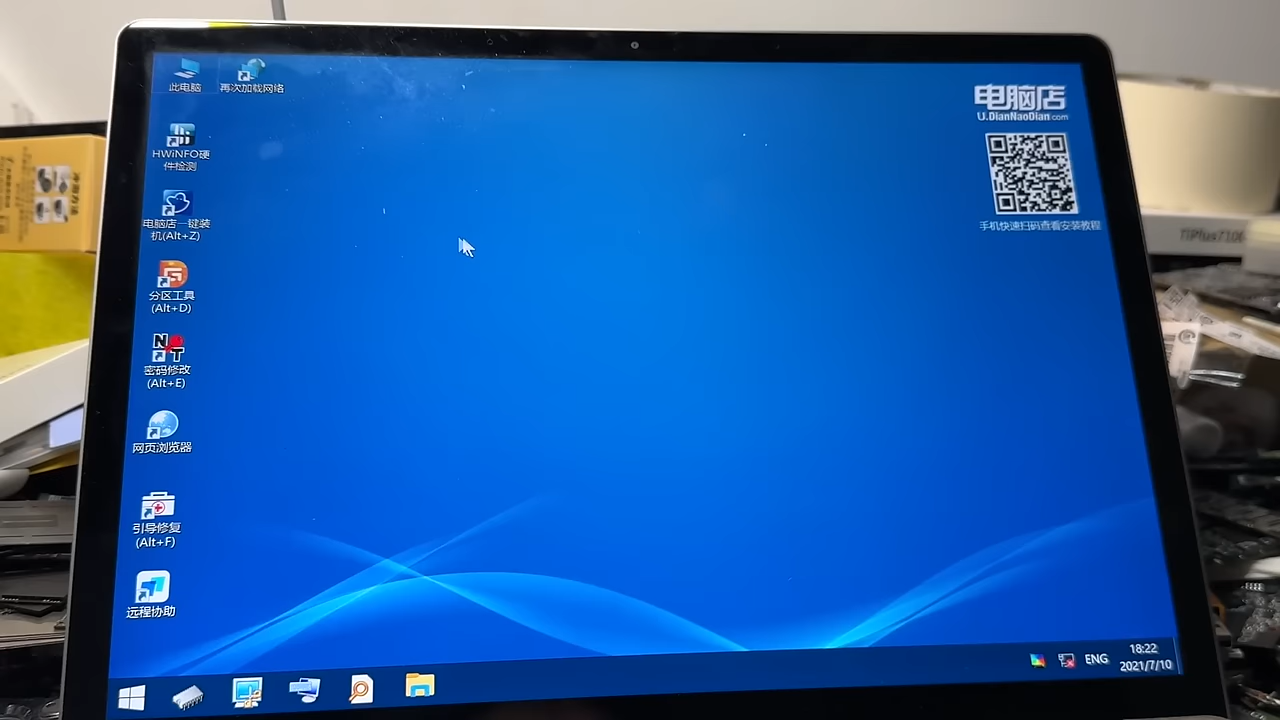 此电脑
再次加载网络
HWiNFO硬
件检测
电脑店一键装
机(Alt+Z)
分区工具
(Alt+D)
密码修改
(Alt+E)
网页浏览器
引导修复
(Alt+F)
远程协助
电脑店
U.DianNaoDian.com
手机快速扫码查看安装教程
ENG
18:22
2021/7/10
TiPlus7100